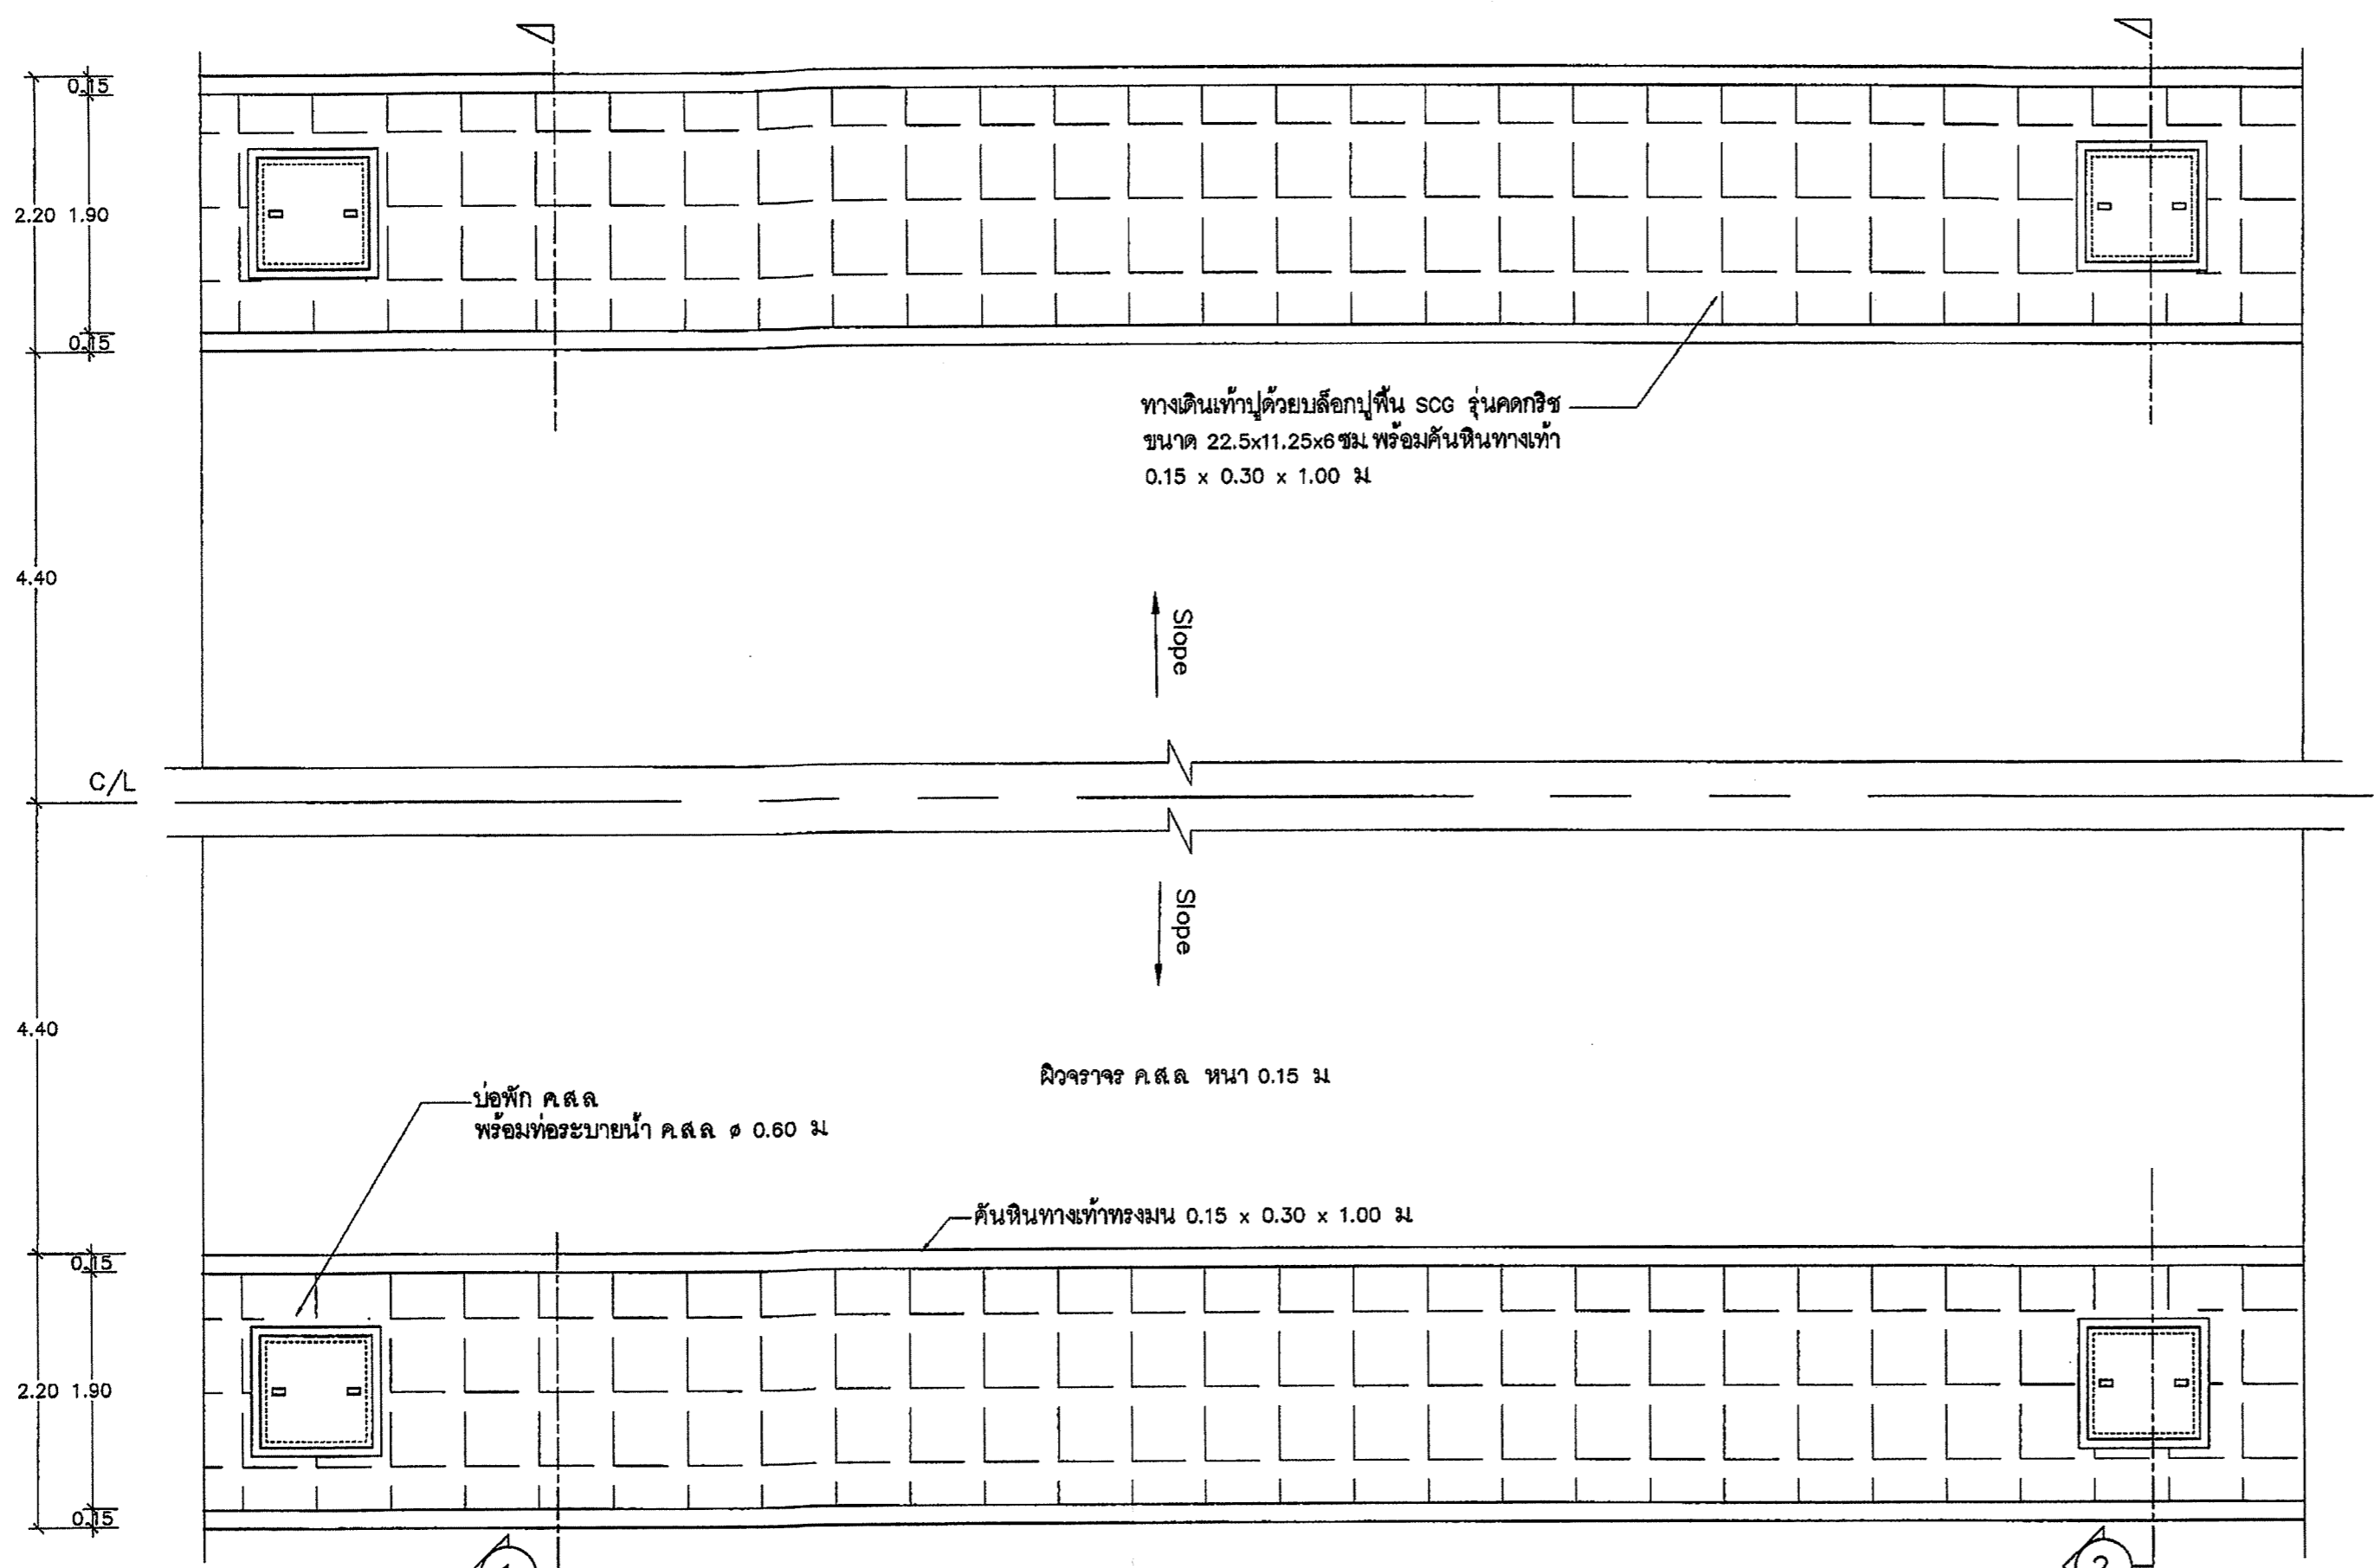 0.15
2.20 1.90
0.15
ทางเดินเท้าปูด้วยบล็อกปูพื้น SCG รุ่นคดกริช
ขนาด 22.5x11.25x6 ซม. พร้อมคันหินทางเท้า
0.15 x 0.30 x 1.00 ม.
4.40
Slope
C/L
Slope
4.40
ผิวจราจร ค.ส.ล. หนา 0.15 ม.
บ่อพัก ค.ส.ล.
พร้อมท่อระบายน้ำ ค.ส.ล. ø 0.60 ม.
คันหินทางเท้าทรงมน 0.15 x 0.30 x 1.00 ม.
0.15
2.20 1.90
0.15
1
2